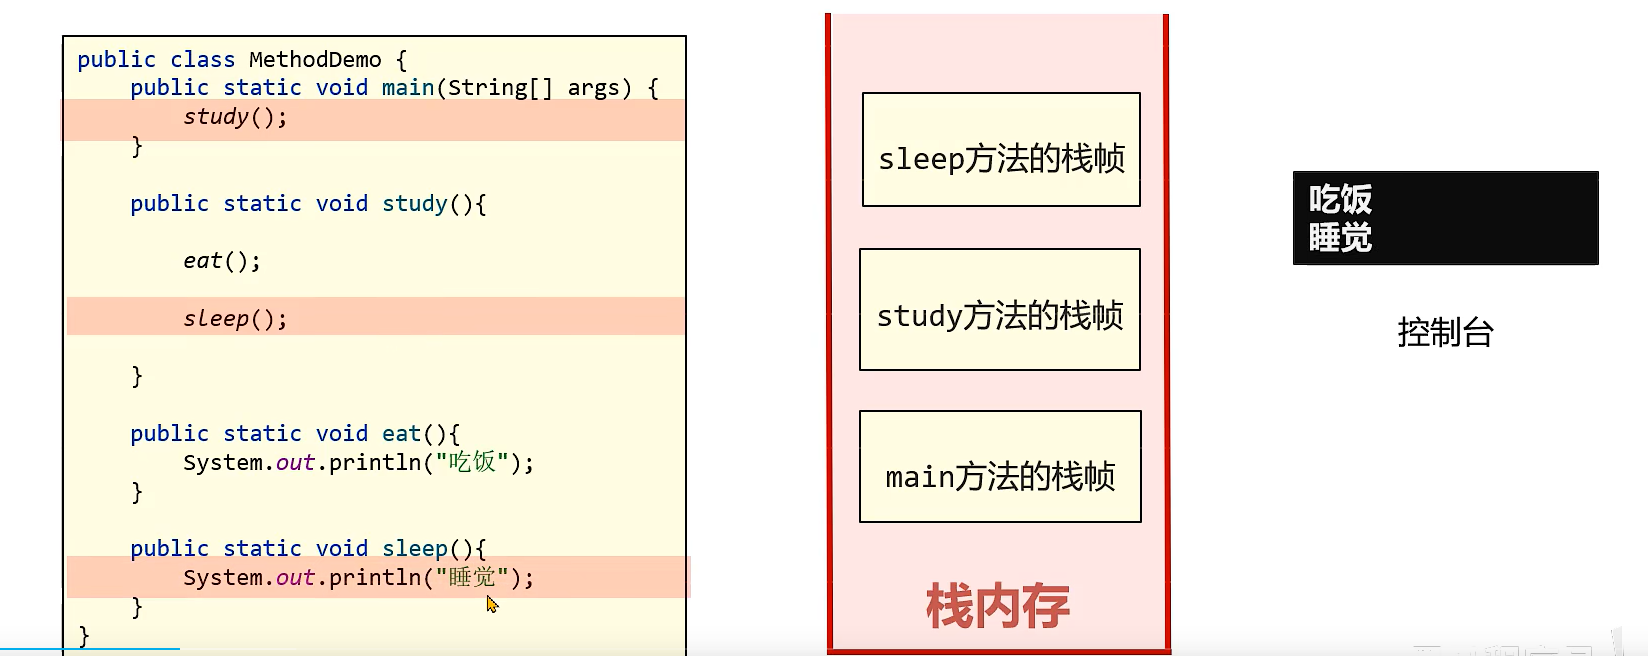 public class MethodDemo {
public static void main(String[] args) {
study();
}
public static void study(){
eat();
sleep();
}
public static void eat(){
System.out.println("吃饭");
}
public static void sleep(){
System.out.println("睡觉");
}
}
sleep方法的栈帧
study方法的栈帧
main方法的栈帧
栈内存
吃饭
睡觉
控制台